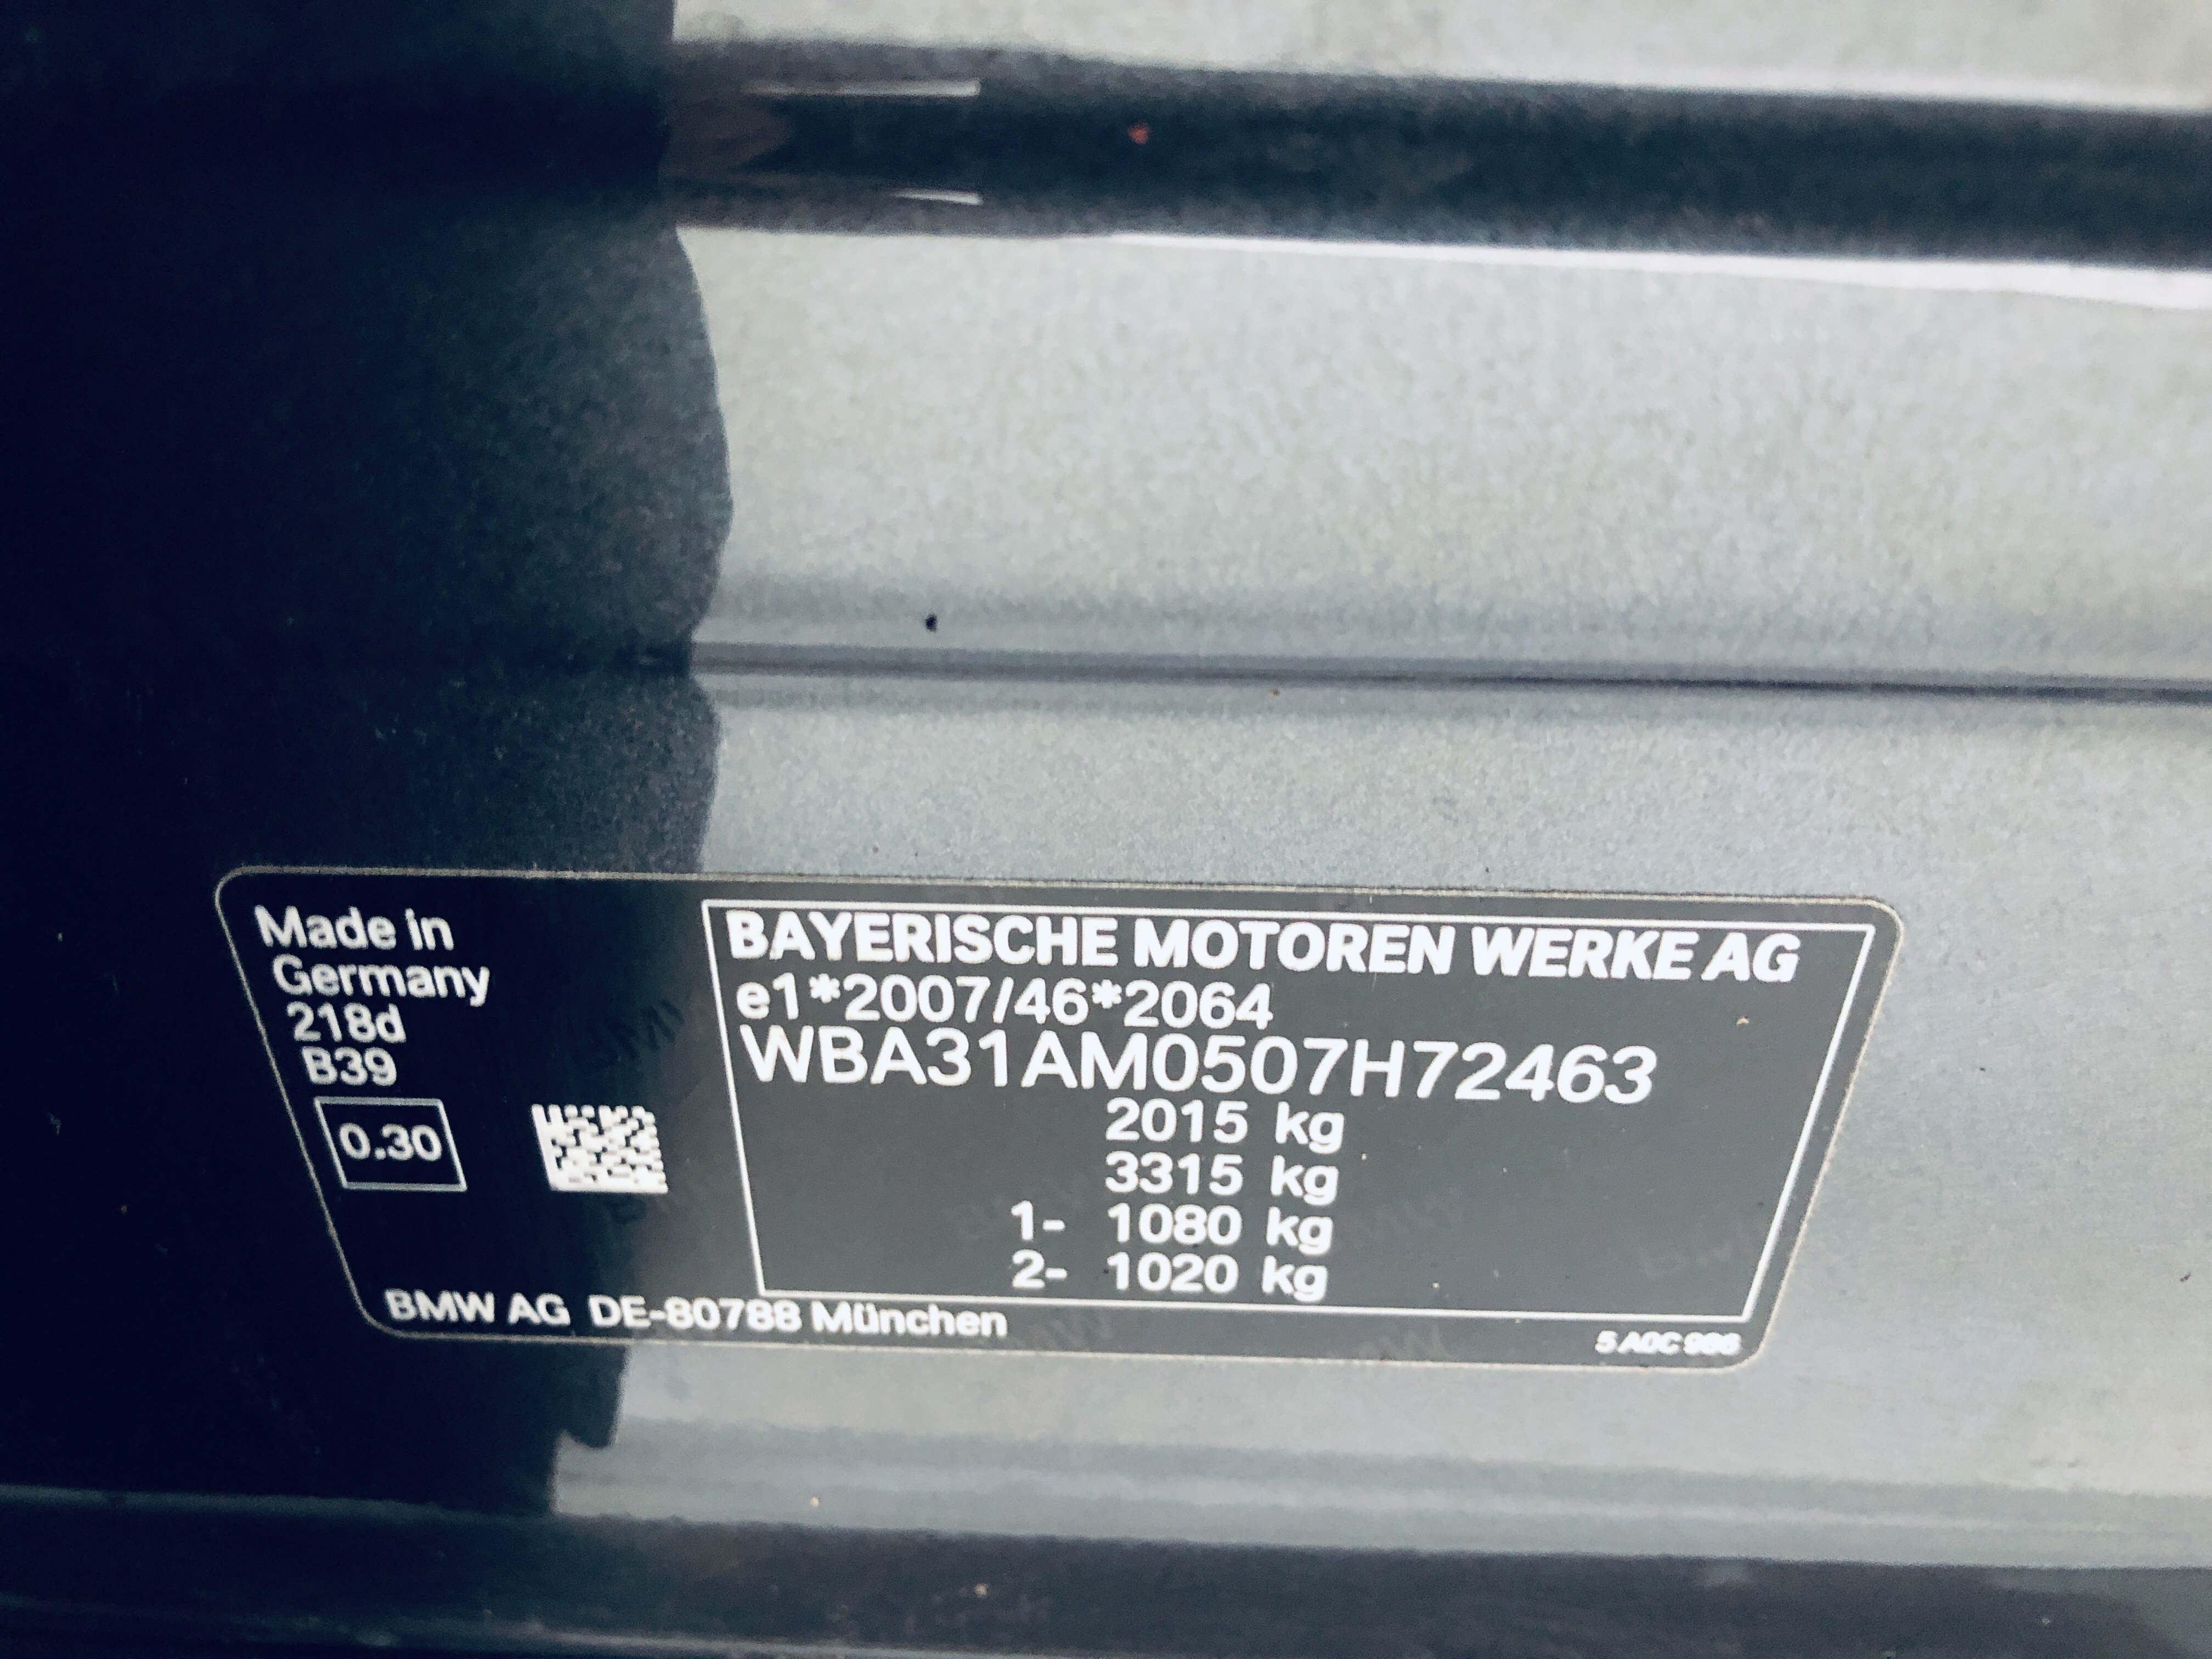 Made in
Germany
218d
B39
0.30
BAYERISCHE MOTOREN WERKE AG
e1*2007/46*2064
WBA31AM0507H72463
2015 kg
3315 kg
1- 1080 kg
2- 1020 kg
BMW AG DE-80788 München